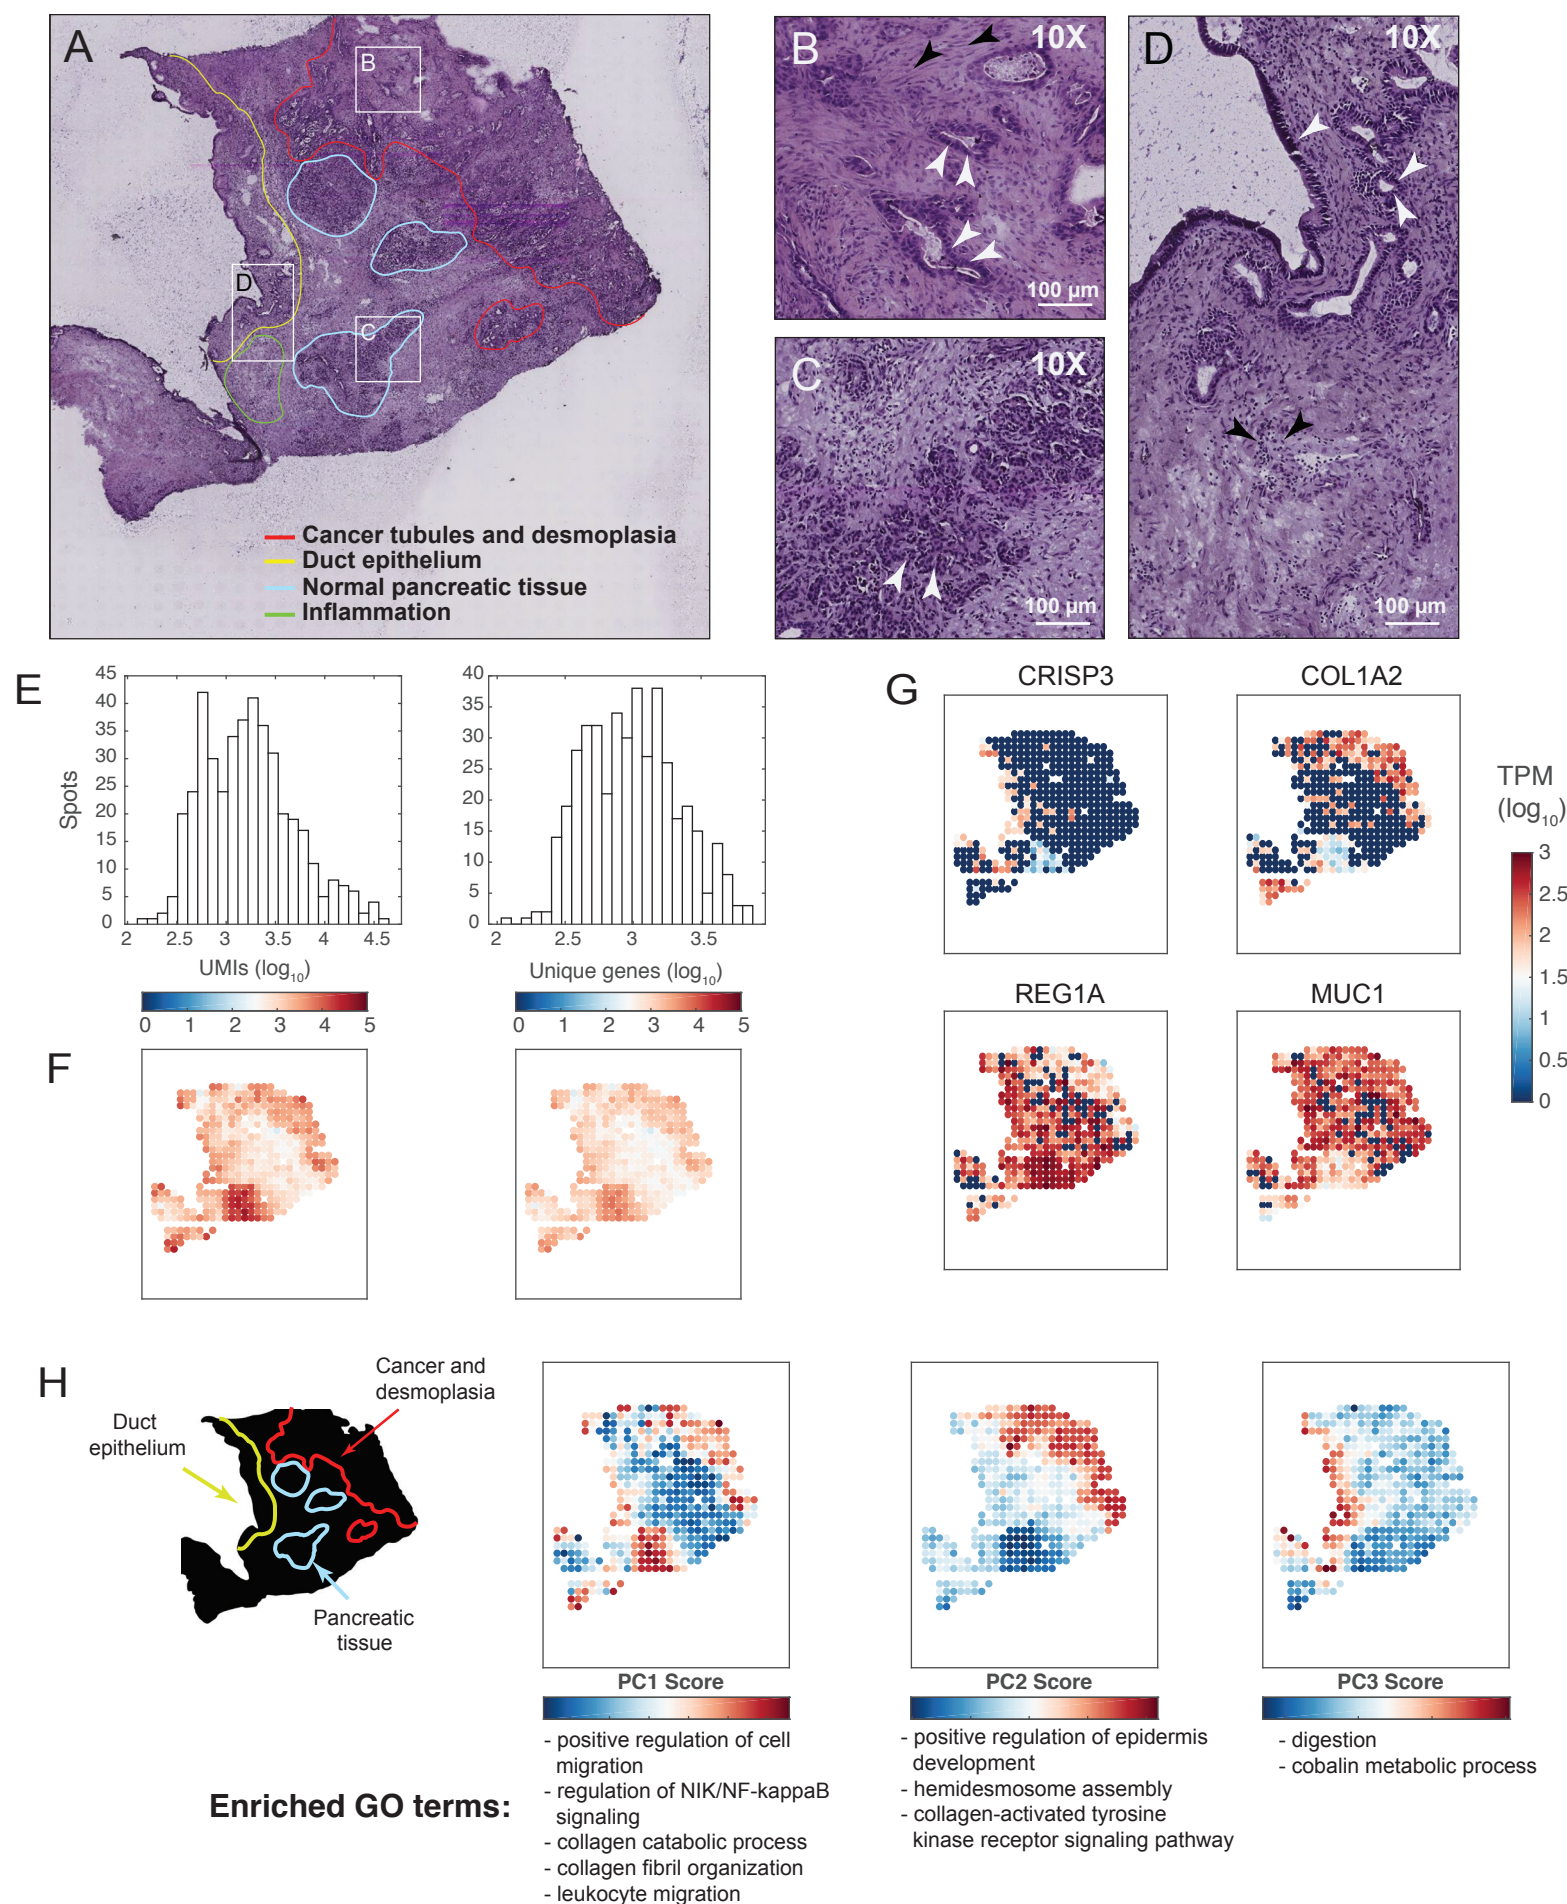 A
B
D
C
Cancer tubules and desmoplasia
Duct epithelium
Normal pancreatic tissue
Inflammation
B
10X
100 µm
C
10X
100 µm
D
10X
100 µm
E
45
40
35
30
25
20
15
10
5
0
Spots
2
2.5
3
3.5
4
4.5
UMIs (log10)
0 1 2 3 4 5
40
35
30
25
20
15
10
5
0
2
2.5
3
3.5
Unique genes (log10)
0 1 2 3 4 5
F
G
CRISP3
COL1A2
REG1A
MUC1
TPM
(log10)
3
2.5
2
1.5
1
0.5
0
H
Duct
epithelium
Cancer and
desmoplasia
Pancreatic
tissue
PC1 Score
PC2 Score
PC3 Score
Enriched GO terms:
- positive regulation of cell
migration
- regulation of NIK/NF-kappaB
signaling
- collagen catabolic process
- collagen fibril organization
- leukocyte migration
- positive regulation of epidermis
development
- hemidesmosome assembly
- collagen-activated tyrosine
kinase receptor signaling pathway
- digestion
- cobalin metabolic process